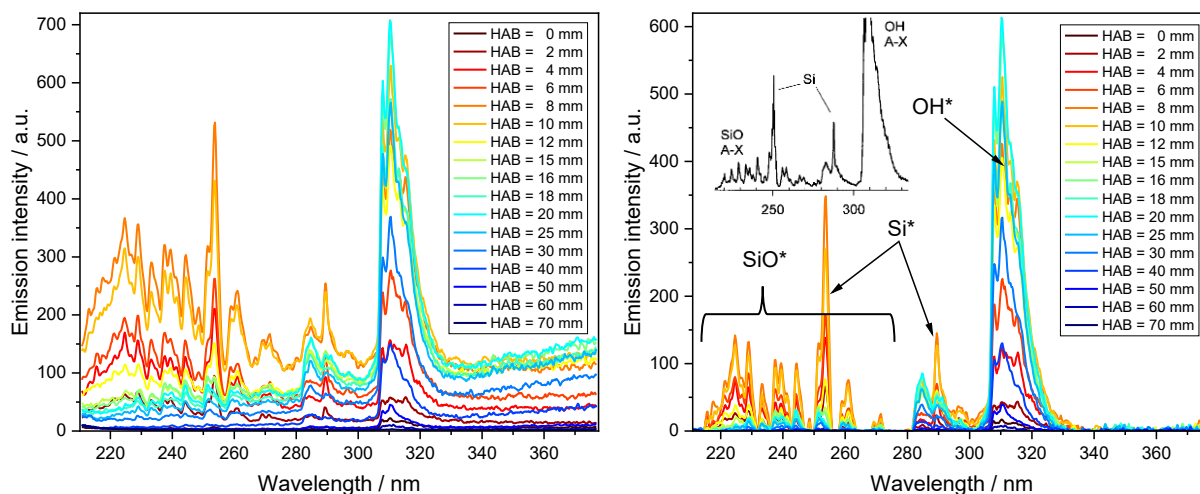 700
600
500
400
300
200
100
0
Emission intensity / a.u.
220 240 260 280 300 320 340 360
Wavelength / nm
HAB = 0 mm
HAB = 2 mm
HAB = 4 mm
HAB = 6 mm
HAB = 8 mm
HAB = 10 mm
HAB = 12 mm
HAB = 15 mm
HAB = 16 mm
HAB = 18 mm
HAB = 20 mm
HAB = 25 mm
HAB = 30 mm
HAB = 40 mm
HAB = 50 mm
HAB = 60 mm
HAB = 70 mm
600
500
400
300
200
100
0
Emission intensity / a.u.
220 240 260 280 300 320 340 360
Wavelength / nm
OH
A-X
Si
SiO
A-X
250 300
OH*
Si*
SiO*
HAB = 0 mm
HAB = 2 mm
HAB = 4 mm
HAB = 6 mm
HAB = 8 mm
HAB = 10 mm
HAB = 12 mm
HAB = 15 mm
HAB = 16 mm
HAB = 18 mm
HAB = 20 mm
HAB = 25 mm
HAB = 30 mm
HAB = 40 mm
HAB = 50 mm
HAB = 60 mm
HAB = 70 mm